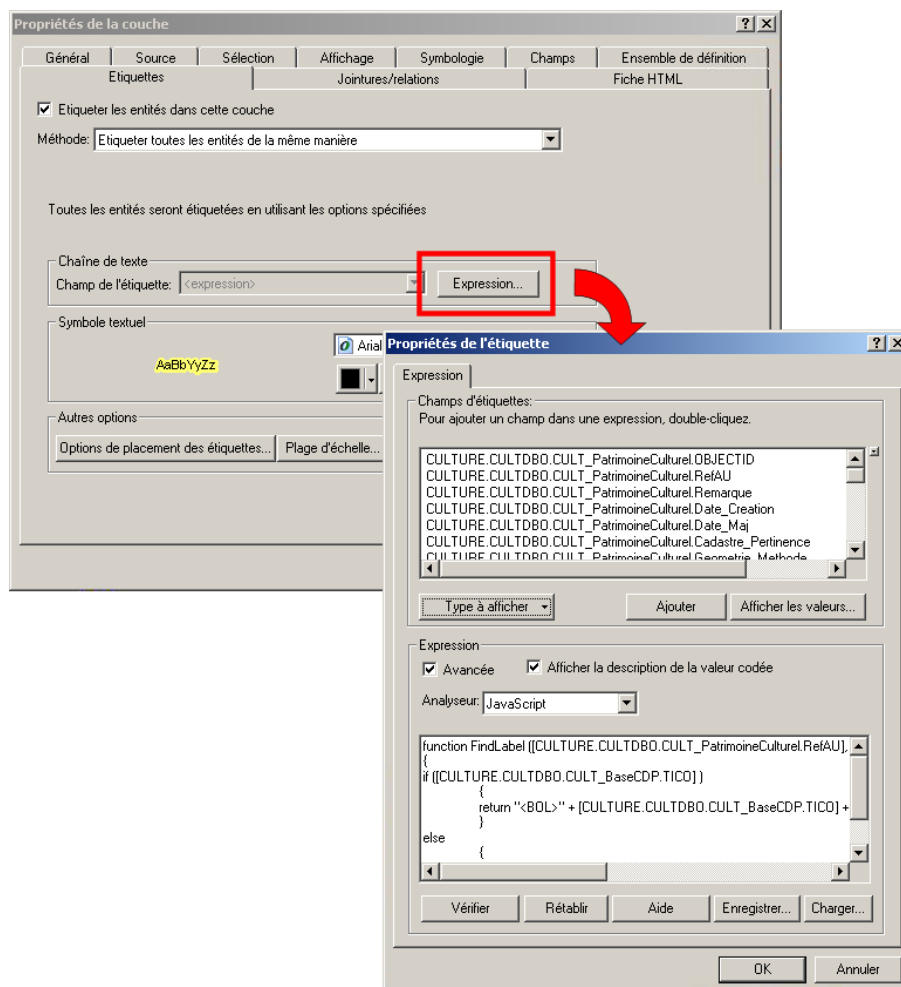 Propriétés de la couche
Général Source Sélection Affichage Symbologie Champs Ensemble de définition
Etiquettes Jointures/relations Fiche HTML
Etiqueter les entités dans cette couche
Méthode: Etiqueter toutes les entités de la même manière
Toutes les entités seront étiquetées en utilisant les options spécifiées
Chaîne de texte
Champ de l'étiquette: <expression> Expression...
Symbole textuel
AaBbYyZz
Arial
Autres options
Options de placement des étiquettes... Plage d'échelle...
Propriétés de l'étiquette
Expression
Champs d'étiquettes:
Pour ajouter un champ dans une expression, double-cliquez.
CULTURE.CULTDBO.CULT_PatrimoineCulturel.OBJECTID
CULTURE.CULTDBO.CULT_PatrimoineCulturel.RefAU
CULTURE.CULTDBO.CULT_PatrimoineCulturel.Remarque
CULTURE.CULTDBO.CULT_PatrimoineCulturel.Date_Creation
CULTURE.CULTDBO.CULT_PatrimoineCulturel.Date_Maj
CULTURE.CULTDBO.CULT_PatrimoineCulturel.Cadastre_Pertinence
CULTURE.CULTDBO.CULT_PatrimoineCulturel.Geometrie_Methode
Type à afficher Ajouter Afficher les valeurs...
Expression
Avancée Afficher la description de la valeur codée
Analyseur: JavaScript
function FindLabel ([CULTURE.CULTDBO.CULT_PatrimoineCulturel.RefAU],
{
if ([CULTURE.CULTDBO.CULT_BaseCDP.TICO] )
{
return "<BOL>" + [CULTURE.CULTDBO.CULT_BaseCDP.TICO] +
}
else
{
Vérifier Rétablir Aide Enregistrer... Charger...
OK Annuler